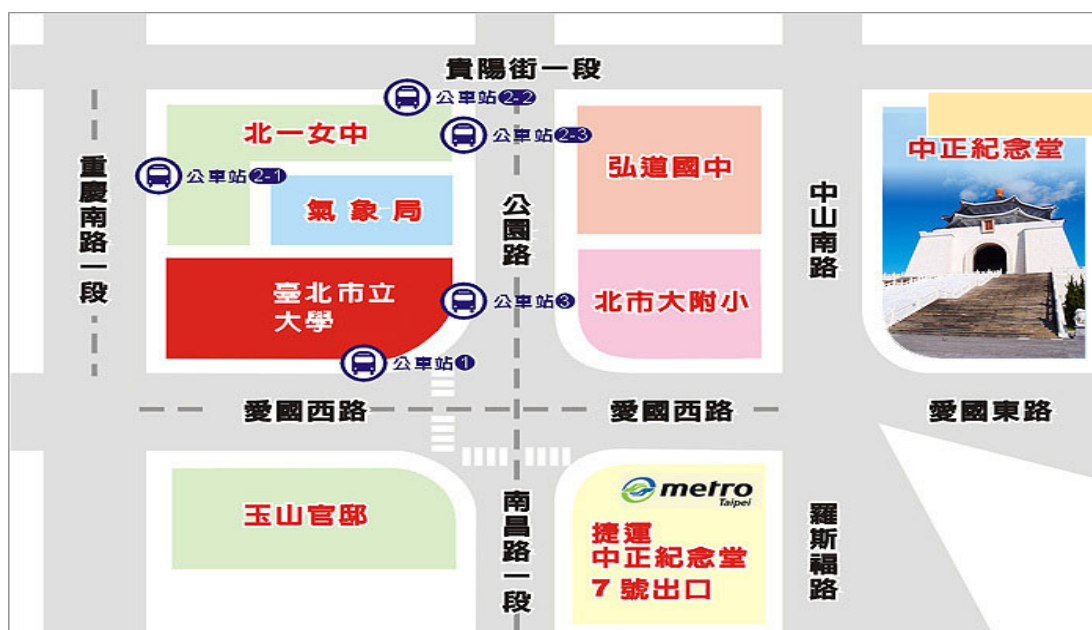 貴陽街一段
公車站2-2
北一女中
公車站2-3
弘道國中
中正紀念堂
重慶南路一段
公車站2-1
氣象局
公園路
中山南路
臺北市立
大學
公車站3
北市大附小
公車站1
愛國西路
愛國西路
愛國東路
玉山官邸
南昌路一段
metro
Taipei
捷運
中正紀念堂
7號出口
羅斯福路